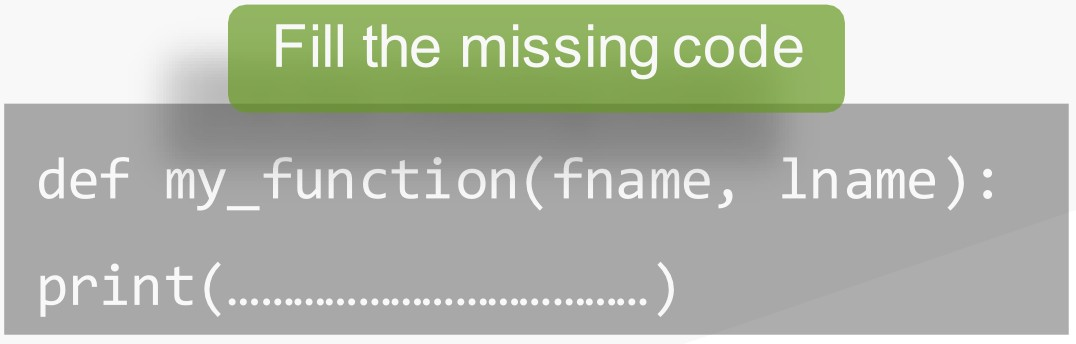 Fill the missing code
def my_function(fname, lname):
print(………………………………)